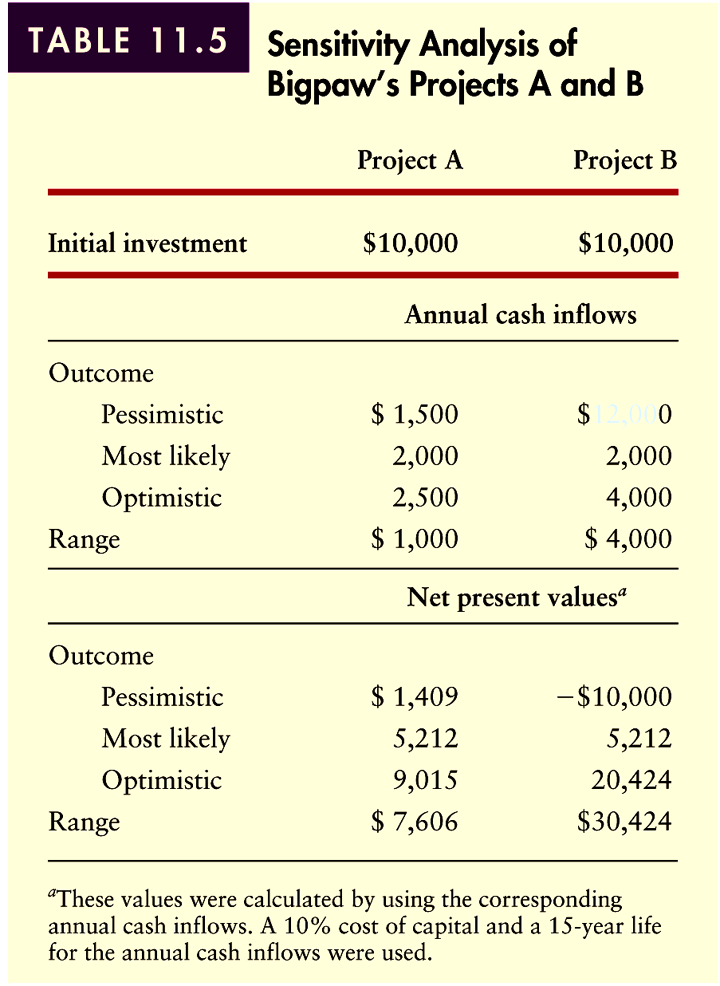 TABLE 11.5
Sensitivity Analysis of
Bigpaw's Projects A and B
Project A Project B
Initial investment $10,000 $10,000
Annual cash inflows
Outcome
Pessimistic $ 1,500 $12,000
Most likely 2,000 2,000
Optimistic 2,500 4,000
Range $ 1,000 $ 4,000
Net present valuesᵃ
Outcome
Pessimistic $ 1,409 −$10,000
Most likely 5,212 5,212
Optimistic 9,015 20,424
Range $ 7,606 $30,424
ᵃThese values were calculated by using the corresponding
annual cash inflows. A 10% cost of capital and a 15-year life
for the annual cash inflows were used.